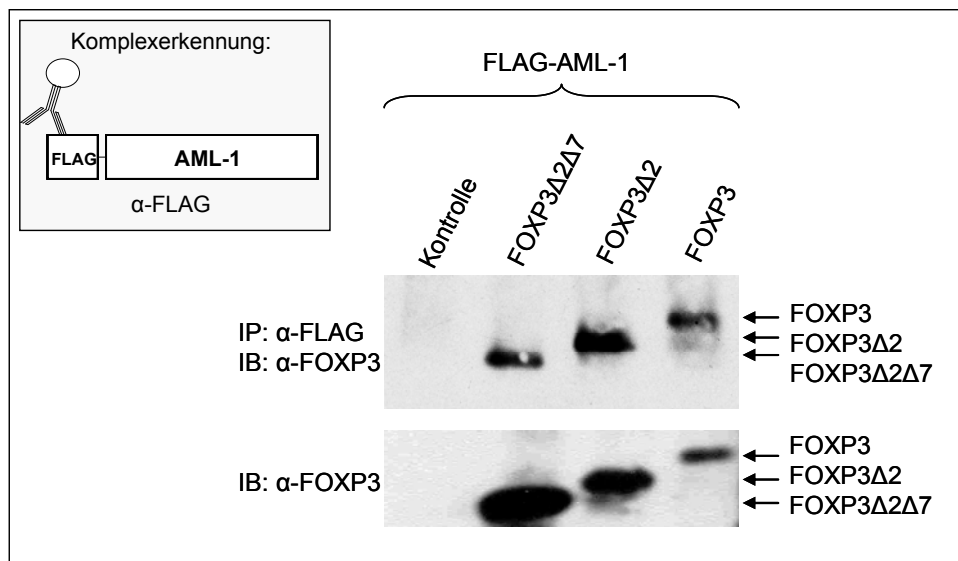 Komplexerkennung:
FLAG
AML-1
α-FLAG
FLAG-AML-1
Kontrolle
FOXP3Δ2Δ7
FOXP3Δ2
FOXP3
IP: α-FLAG
IB: α-FOXP3
FOXP3
FOXP3Δ2
FOXP3Δ2Δ7
IB: α-FOXP3
FOXP3
FOXP3Δ2
FOXP3Δ2Δ7